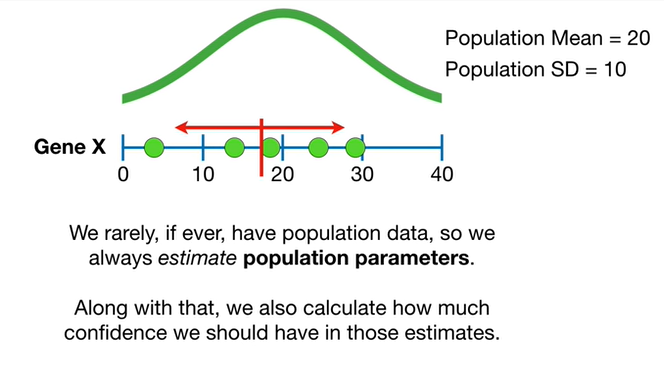 Population Mean = 20
Population SD = 10
Gene X
0 10 20 30 40
We rarely, if ever, have population data, so we
always estimate population parameters.
Along with that, we also calculate how much
confidence we should have in those estimates.